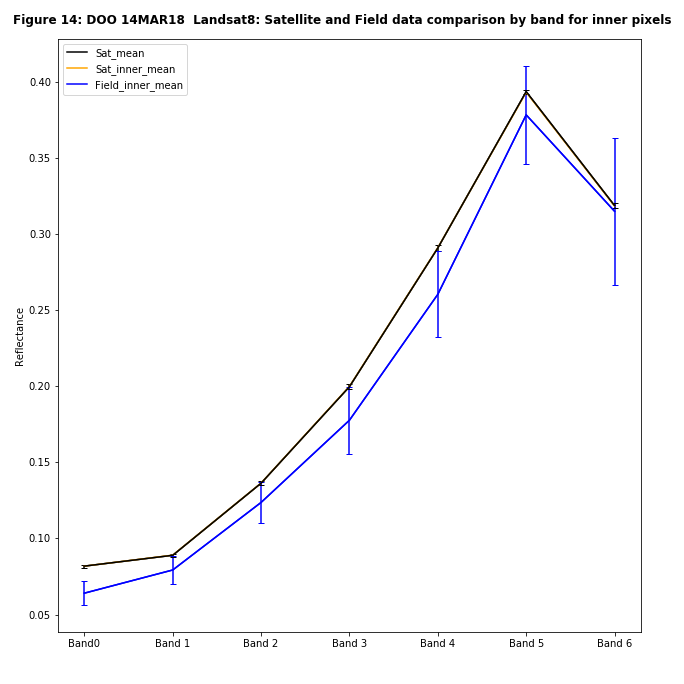 Figure 14: DOO 14MAR18  Landsat8: Satellite and Field data comparison by band for inner pixels
Sat_mean
Sat_inner_mean
Field_inner_mean
Reflectance
0.40
0.35
0.30
0.25
0.20
0.15
0.10
0.05
Band0
Band 1
Band 2
Band 3
Band 4
Band 5
Band 6